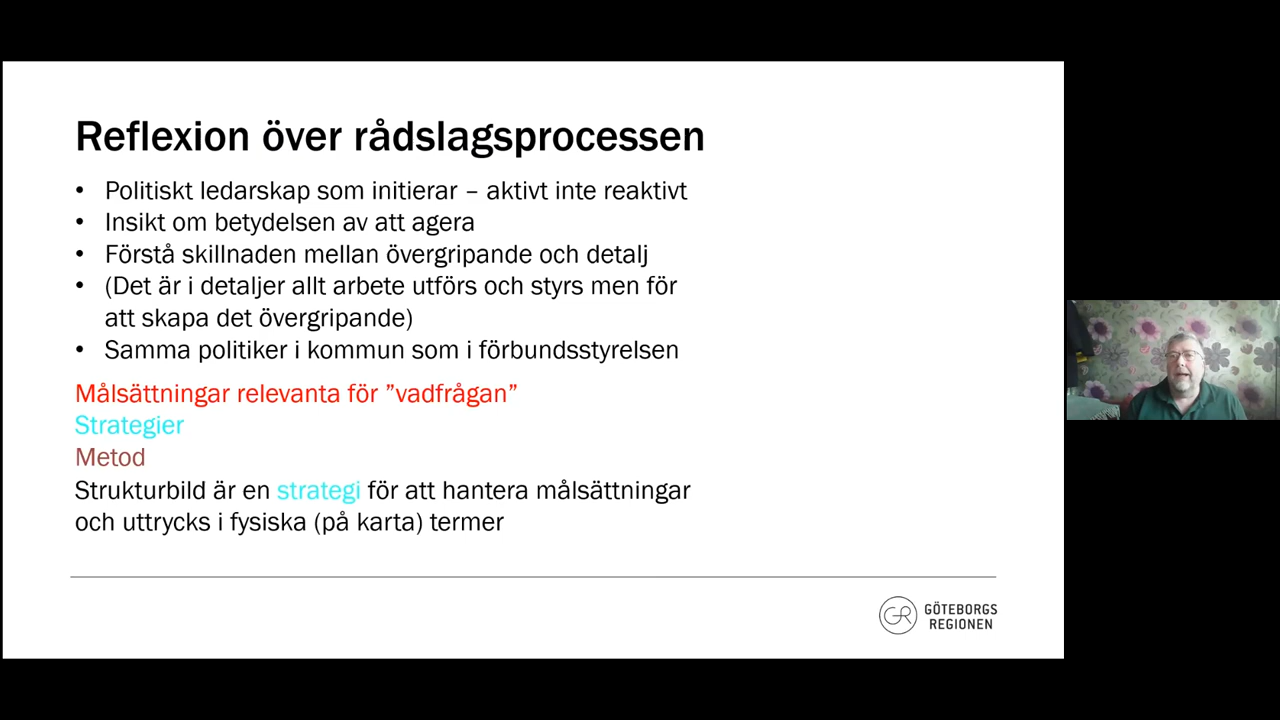 Reflexion över rådslagsprocessen
• Politiskt ledarskap som initierar – aktivt inte reaktivt
• Insikt om betydelsen av att agera
• Förstå skillnaden mellan övergripande och detalj
• (Det är i detaljer allt arbete utförs och styrs men för
att skapa det övergripande)
• Samma politiker i kommun som i förbundsstyrelsen
Målsättningar relevanta för ”vadfrågan”
Strategier
Metod
Strukturbild är en strategi för att hantera målsättningar
och uttrycks i fysiska (på karta) termer
GR
GÖTEBORGS
REGIONEN